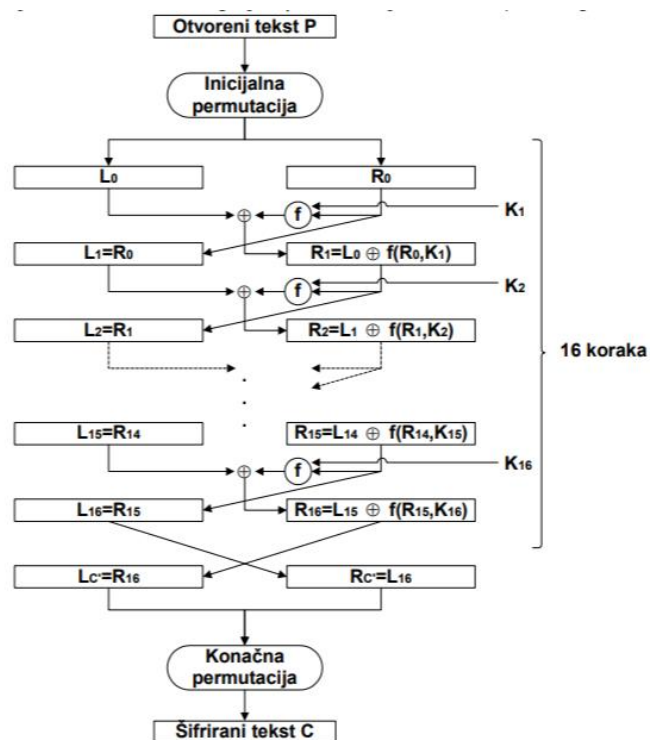 Otvoreni tekst P
Inicijalna
permutacija
L₀ R₀
f K₁
L₁=R₀ R₁=L₀ ⊕ f(R₀,K₁)
f K₂
L₂=R₁ R₂=L₁ ⊕ f(R₁,K₂)
16 koraka
L₁₅=R₁₄ R₁₅=L₁₄ ⊕ f(R₁₄,K₁₅)
f K₁₆
L₁₆=R₁₅ R₁₆=L₁₅ ⊕ f(R₁₅,K₁₆)
Lc'=R₁₆ Rc'=L₁₆
Konačna
permutacija
Šifrirani tekst C